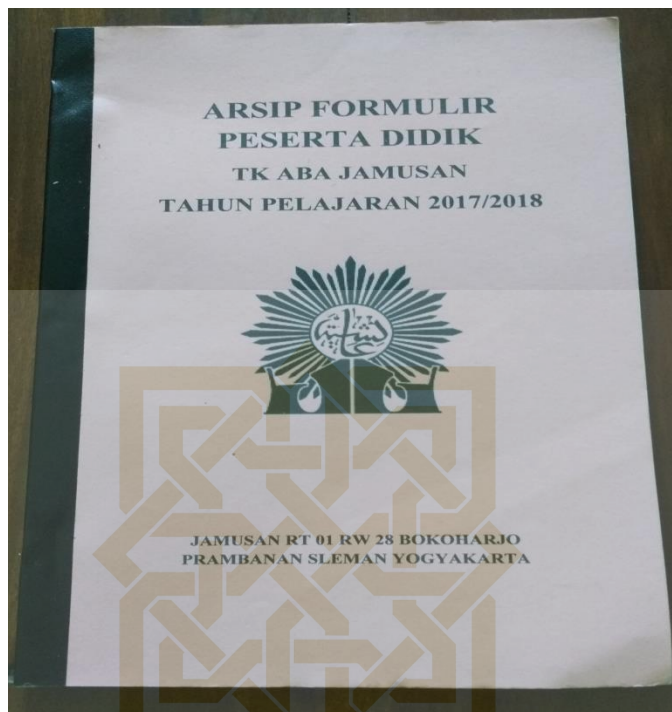 ARSIP FORMULIR
PESERTA DIDIK
TK ABA JAMUSAN
TAHUN PELAJARAN 2017/2018
JAMUSAN RT 01 RW 28 BOKOHARJO
PRAMBANAN SLEMAN YOGYAKARTA